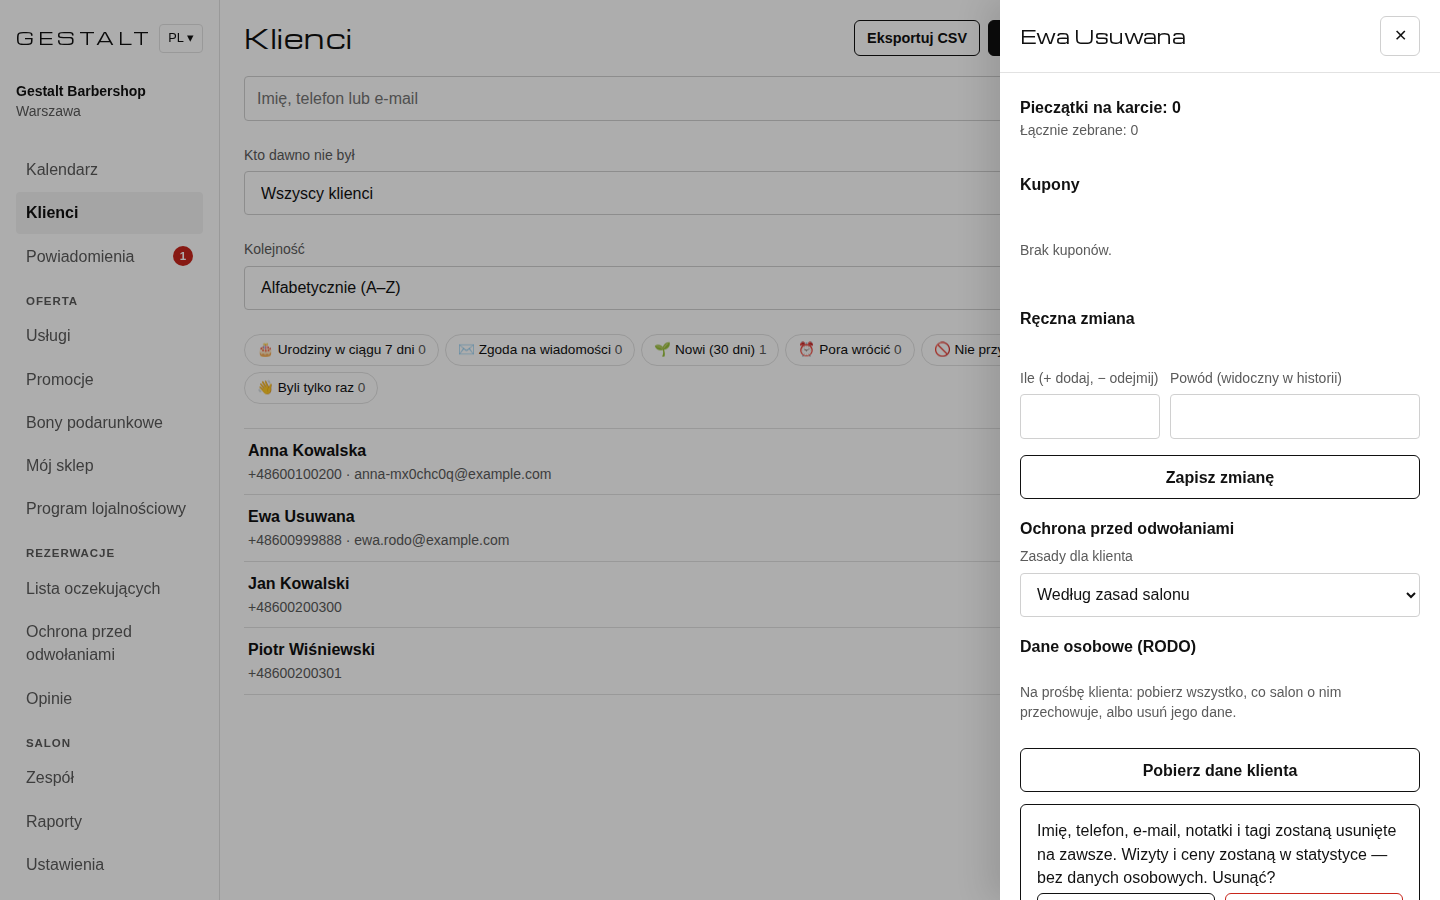 GESTALT
PL ▾
Gestalt Barbershop
Warszawa
Kalendarz
Klienci
Powiadomienia 1
OFERTA
Usługi
Promocje
Bony podarunkowe
Mój sklep
Program lojalnościowy
REZERWACJE
Lista oczekujących
Ochrona przed
odwołaniami
Opinie
SALON
Zespół
Raporty
Ustawienia
Klienci
Eksportuj CSV
Imię, telefon lub e-mail
Kto dawno nie był
Wszyscy klienci
Kolejność
Alfabetycznie (A–Z)
🎂 Urodziny w ciągu 7 dni 0
✉️ Zgoda na wiadomości 0
🌱 Nowi (30 dni) 1
⏰ Pora wrócić 0
🚫 Nie przy
👋 Byli tylko raz 0
Anna Kowalska
+48600100200 · anna-mx0chc0q@example.com
Ewa Usuwana
+48600999888 · ewa.rodo@example.com
Jan Kowalski
+48600200300
Piotr Wiśniewski
+48600200301
Ewa Usuwana
✕
Pieczątki na karcie: 0
Łącznie zebrane: 0
Kupony
Brak kuponów.
Ręczna zmiana
Ile (+ dodaj, − odejmij)
Powód (widoczny w historii)
Zapisz zmianę
Ochrona przed odwołaniami
Zasady dla klienta
Według zasad salonu
Dane osobowe (RODO)
Na prośbę klienta: pobierz wszystko, co salon o nim
przechowuje, albo usuń jego dane.
Pobierz dane klienta
Imię, telefon, e-mail, notatki i tagi zostaną usunięte
na zawsze. Wizyty i ceny zostaną w statystyce —
bez danych osobowych. Usunąć?